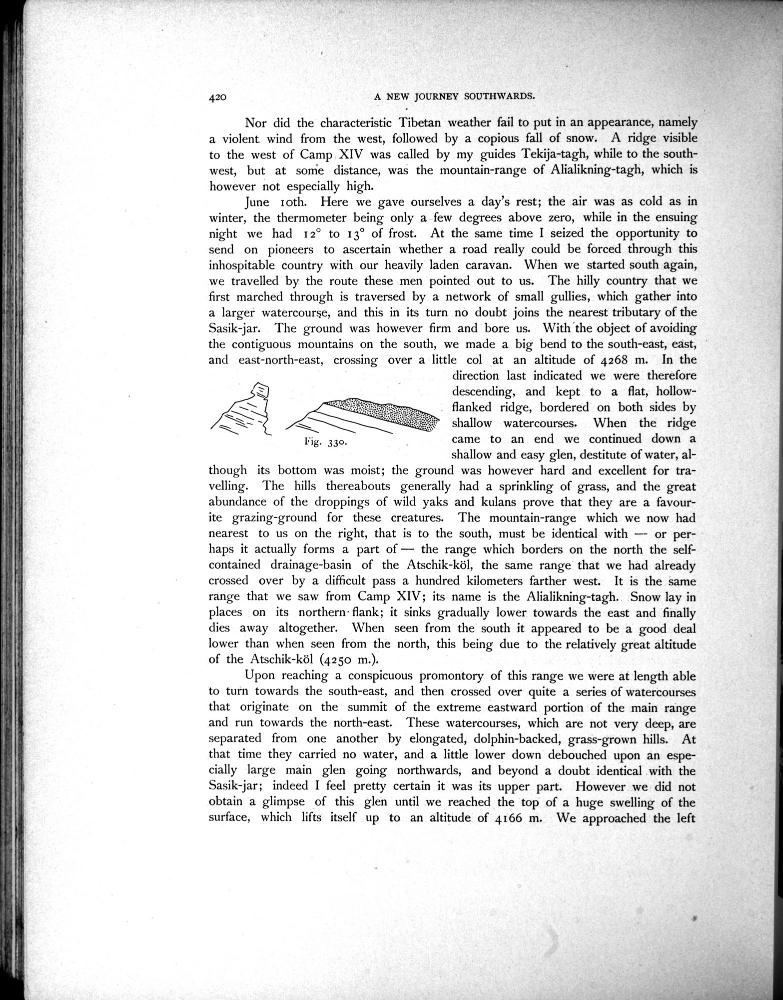 420
A NEW JOURNEY SOUTHWARDS.
Nor did the characteristic Tibetan weather fail to put in an appearance, namely
a violent wind from the west, followed by a copious fall of snow. A ridge visible
to the west of Camp XIV was called by my guides Tekija-tagh, while to the south-
west, but at some distance, was the mountain-range of Alialikning-tagh, which is
however not especially high.
June 10th. Here we gave ourselves a day's rest; the air was as cold as in
winter, the thermometer being only a few degrees above zero, while in the ensuing
night we had 12° to 13° of frost. At the same time I seized the opportunity to
send on pioneers to ascertain whether a road really could be forced through this
inhospitable country with our heavily laden caravan. When we started south again,
we travelled by the route these men pointed out to us. The hilly country that we
first marched through is traversed by a network of small gullies, which gather into
a larger watercourse, and this in its turn no doubt joins the nearest tributary of the
Sasik-jar. The ground was however firm and bore us. With the object of avoiding
the contiguous mountains on the south, we made a big bend to the south-east, east,
and east-north-east, crossing over a little col at an altitude of 4268 m. In the
direction last indicated we were therefore
descending, and kept to a flat, hollow-
flanked ridge, bordered on both sides by
shallow watercourses. When the ridge
came to an end we continued down a
shallow and easy glen, destitute of water, al-
Fig. 330.
though its bottom was moist; the ground was however hard and excellent for tra-
velling. The hills thereabouts generally had a sprinkling of grass, and the great
abundance of the droppings of wild yaks and kulans prove that they are a favour-
ite grazing-ground for these creatures. The mountain-range which we now had
nearest to us on the right, that is to the south, must be identical with — or per-
haps it actually forms a part of — the range which borders on the north the self-
contained drainage-basin of the Atschik-köl, the same range that we had already
crossed over by a difficult pass a hundred kilometers farther west. It is the same
range that we saw from Camp XIV; its name is the Alialikning-tagh. Snow lay in
places on its northern flank; it sinks gradually lower towards the east and finally
dies away altogether. When seen from the south it appeared to be a good deal
lower than when seen from the north, this being due to the relatively great altitude
of the Atschik-köl (4250 m.).
Upon reaching a conspicuous promontory of this range we were at length able
to turn towards the south-east, and then crossed over quite a series of watercourses
that originate on the summit of the extreme eastward portion of the main range
and run towards the north-east. These watercourses, which are not very deep, are
separated from one another by elongated, dolphin-backed, grass-grown hills. At
that time they carried no water, and a little lower down debouched upon an espe-
cially large main glen going northwards, and beyond a doubt identical with the
Sasik-jar; indeed I feel pretty certain it was its upper part. However we did not
obtain a glimpse of this glen until we reached the top of a huge swelling of the
surface, which lifts itself up to an altitude of 4166 m. We approached the left